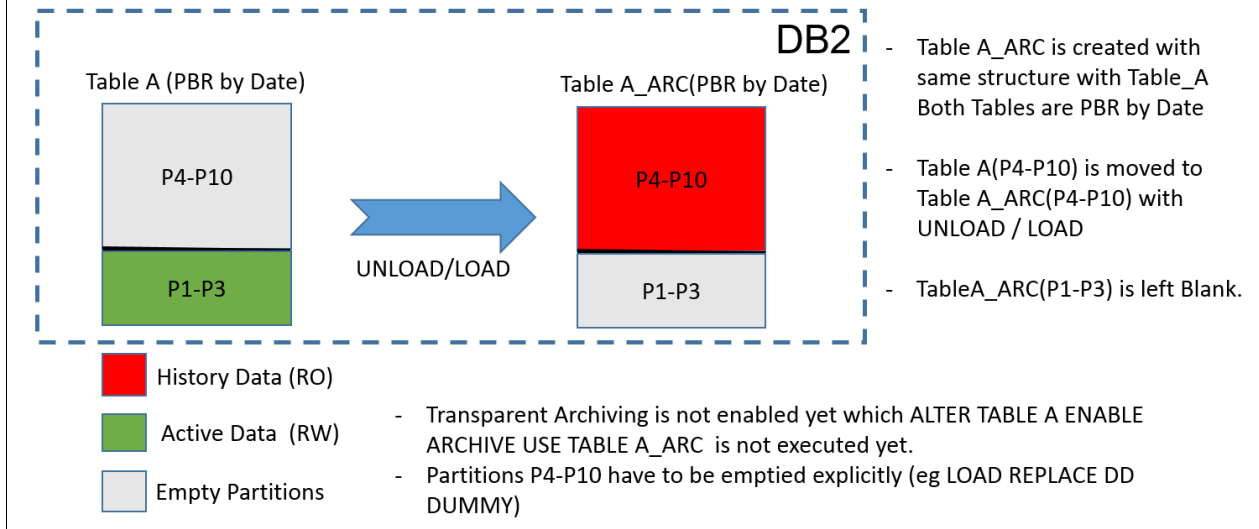 DB2
Table A (PBR by Date)
Table A_ARC(PBR by Date)
P4-P10
P4-P10
UNLOAD/LOAD
P1-P3
P1-P3
- Table A_ARC is created with
same structure with Table_A
Both Tables are PBR by Date
- Table A(P4-P10) is moved to
Table A_ARC(P4-P10) with
UNLOAD / LOAD
- TableA_ARC(P1-P3) is left Blank.
History Data (RO)
Active Data (RW)
Empty Partitions
- Transparent Archiving is not enabled yet which ALTER TABLE A ENABLE
ARCHIVE USE TABLE A_ARC is not executed yet.
- Partitions P4-P10 have to be emptied explicitly (eg LOAD REPLACE DD
DUMMY)